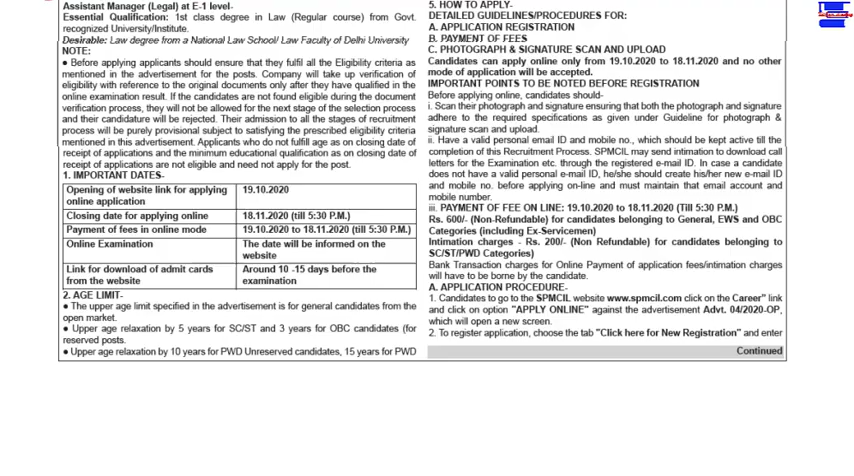 Assistant Manager (Legal) at E-1 level-
Essential Qualification: 1st class degree in Law (Regular course) from Govt.
recognized University/Institute.
Desirable: Law degree from a National Law School/ Law Faculty of Delhi University
NOTE:
● Before applying applicants should ensure that they fulfil all the Eligibility criteria as
mentioned in the advertisement for the posts. Company will take up verification of
eligibility with reference to the original documents only after they have qualified in the
online examination result. If the candidates are not found eligible during the document
verification process, they will not be allowed for the next stage of the selection process
and their candidature will be rejected. Their admission to all the stages of recruitment
process will be purely provisional subject to satisfying the prescribed eligibility criteria
mentioned in this advertisement. Applicants who do not fulfill age as on closing date of
receipt of applications and the minimum educational qualification as on closing date of
receipt of applications are not eligible and need not apply for the post.
1. IMPORTANT DATES-
Opening of website link for applying online application 19.10.2020
Closing date for applying online 18.11.2020 (till 5:30 P.M.)
Payment of fees in online mode 19.10.2020 to 18.11.2020 (till 5:30 P.M.)
Online Examination The date will be informed on the website
Link for download of admit cards from the website Around 10 -15 days before the examination
2. AGE LIMIT-
● The upper age limit specified in the advertisement is for general candidates from the
open market.
● Upper age relaxation by 5 years for SC/ST and 3 years for OBC candidates (for
reserved posts.
● Upper age relaxation by 10 years for PWD Unreserved candidates, 15 years for PWD
5. HOW TO APPLY-
DETAILED GUIDELINES/PROCEDURES FOR:
A. APPLICATION REGISTRATION
B. PAYMENT OF FEES
C. PHOTOGRAPH & SIGNATURE SCAN AND UPLOAD
Candidates can apply online only from 19.10.2020 to 18.11.2020 and no other
mode of application will be accepted.
IMPORTANT POINTS TO BE NOTED BEFORE REGISTRATION
Before applying online, candidates should-
i. Scan their photograph and signature ensuring that both the photograph and signature
adhere to the required specifications as given under Guideline for photograph &
signature scan and upload.
ii. Have a valid personal email ID and mobile no., which should be kept active till the
completion of this Recruitment Process. SPMCIL may send intimation to download call
letters for the Examination etc. through the registered e-mail ID. In case a candidate
does not have a valid personal e-mail ID, he/she should create his/her new e-mail ID
and mobile no. before applying on-line and must maintain that email account and
mobile number.
iii. PAYMENT OF FEE ON LINE: 19.10.2020 to 18.11.2020 (Till 5:30 P.M.)
Rs. 600/- (Non-Refundable) for candidates belonging to General, EWS and OBC
Categories (including Ex-Servicemen)
Intimation charges - Rs. 200/- (Non Refundable) for candidates belonging to
SC/ST/PWD Categories)
Bank Transaction charges for Online Payment of application fees/intimation charges
will have to be borne by the candidate.
A. APPLICATION PROCEDURE-
1. Candidates to go to the SPMCIL website www.spmcil.com click on the Career" link
and click on option "APPLY ONLINE" against the advertisement Advt. 04/2020-OP,
which will open a new screen.
2. To register application, choose the tab "Click here for New Registration" and enter
Continued